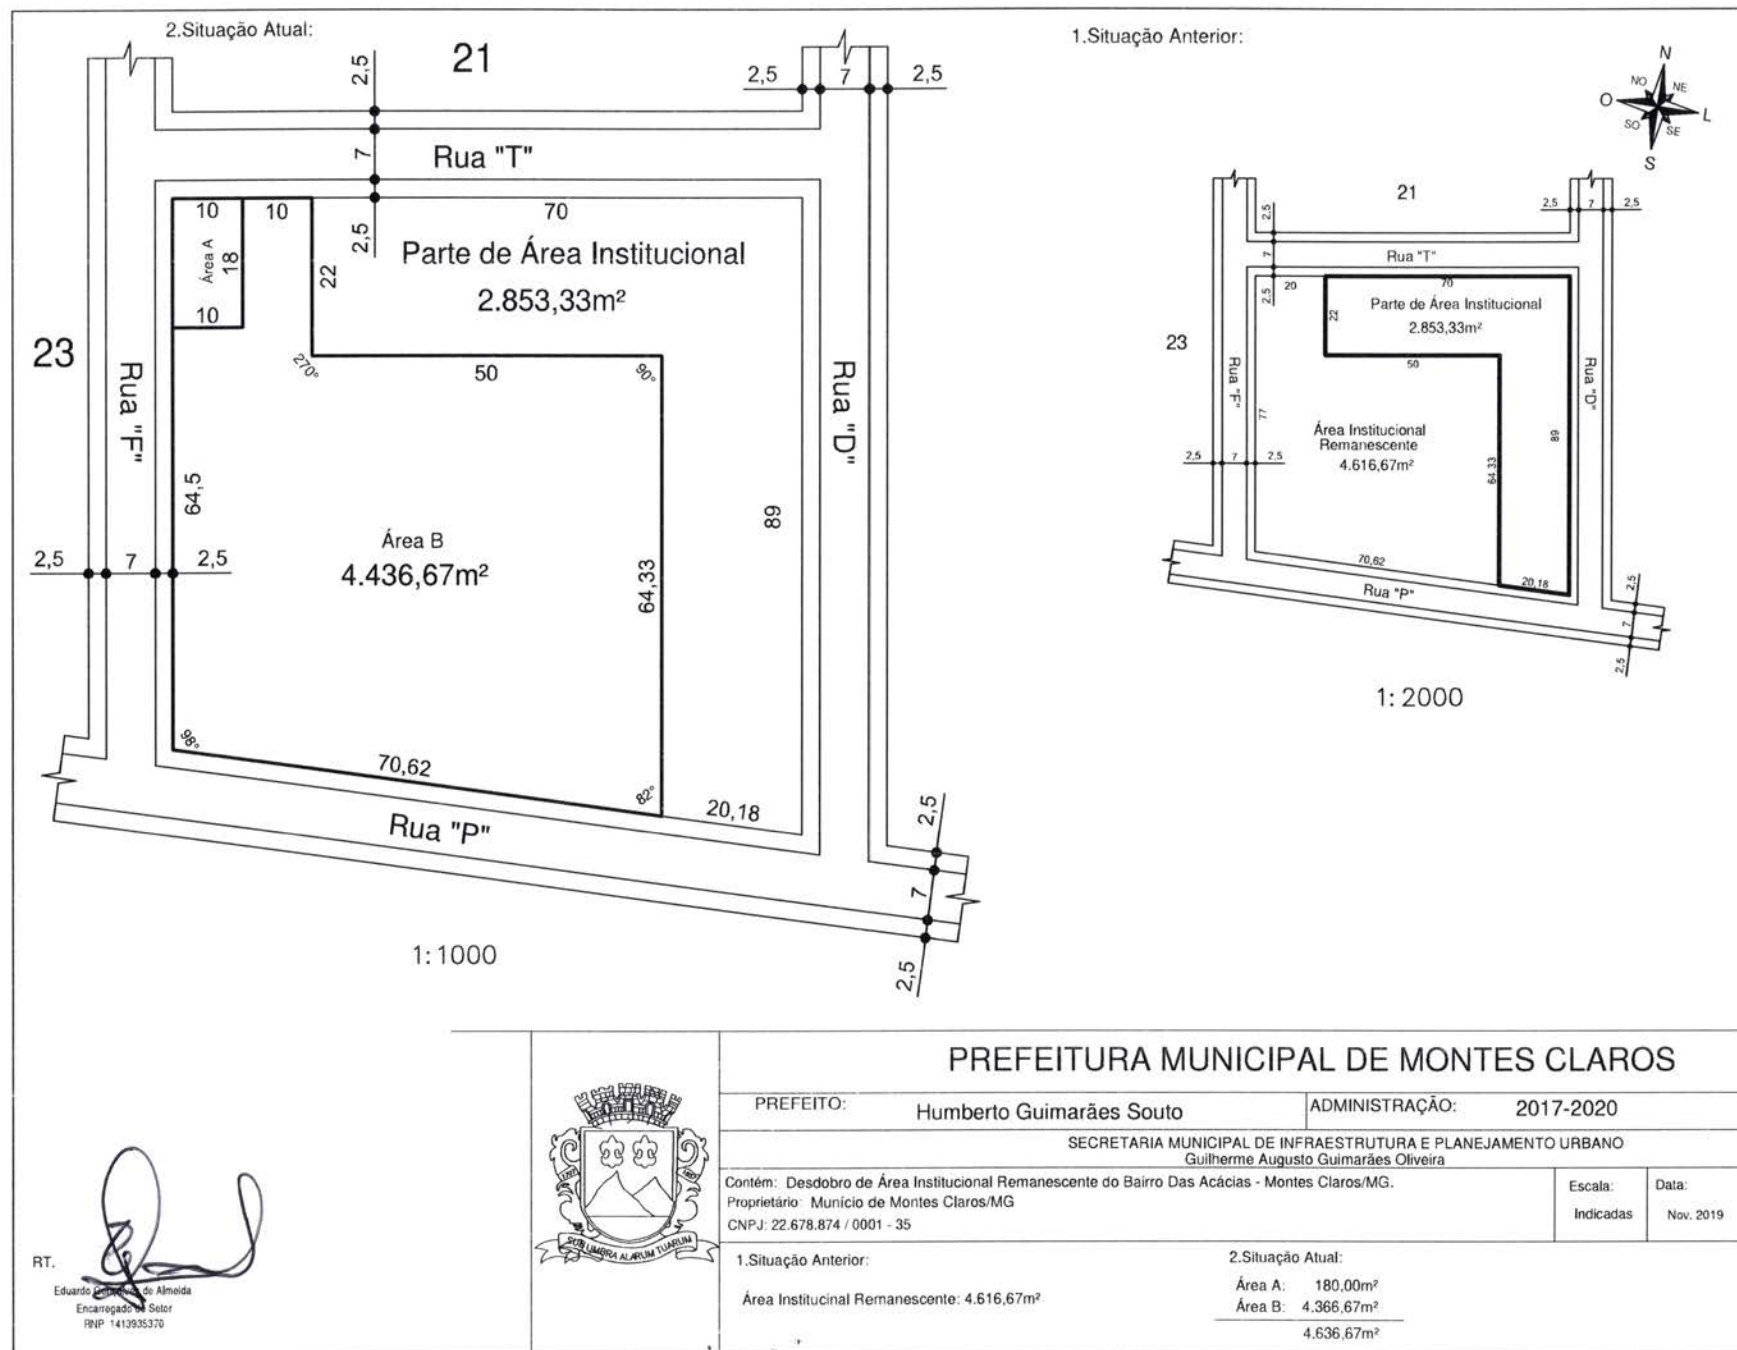 2.Situação Atual:
21
2,5
2,5
7
2,5
7
Rua "T"
2,5
10
10
70
Área A
18
22
Parte de Área Institucional
2.853,33m²
10
23
Rua "F"
270°
50
90°
Rua "D"
64,5
89
Área B
4.436,67m²
64,33
2,5
7
2,5
98°
70,62
82°
20,18
Rua "P"
2,5
7
2,5
1:1000
1.Situação Anterior:
N
NO
NE
O
L
SO
SE
S
21
2,5
2,5
7
2,5
7
Rua "T"
2,5
20
70
Parte de Área Institucional
2.853,33m²
22
23
50
Rua "F"
Rua "D"
77
Área Institucional
Remanescente
4.616,67m²
89
2,5
7
2,5
64,33
70,62
20,18
Rua "P"
2,5
7
2,5
1:2000
PREFEITURA MUNICIPAL DE MONTES CLAROS
PREFEITO:
Humberto Guimarães Souto
ADMINISTRAÇÃO:
2017-2020
SECRETARIA MUNICIPAL DE INFRAESTRUTURA E PLANEJAMENTO URBANO
Guilherme Augusto Guimarães Oliveira
Contém: Desdobro de Área Institucional Remanescente do Bairro Das Acácias - Montes Claros/MG.
Proprietário: Munício de Montes Claros/MG
CNPJ: 22.678.874 / 0001 - 35
Escala:
Indicadas
Data:
Nov. 2019
1.Situação Anterior:
Área Institucinal Remanescente: 4.616,67m²
2.Situação Atual:
Área A: 180,00m²
Área B: 4.366,67m²
4.636,67m²
SUB UMBRA ALARUM TUARUM
RT.
Eduardo de Almeida
Encarregado de Setor
RNP 1413935370